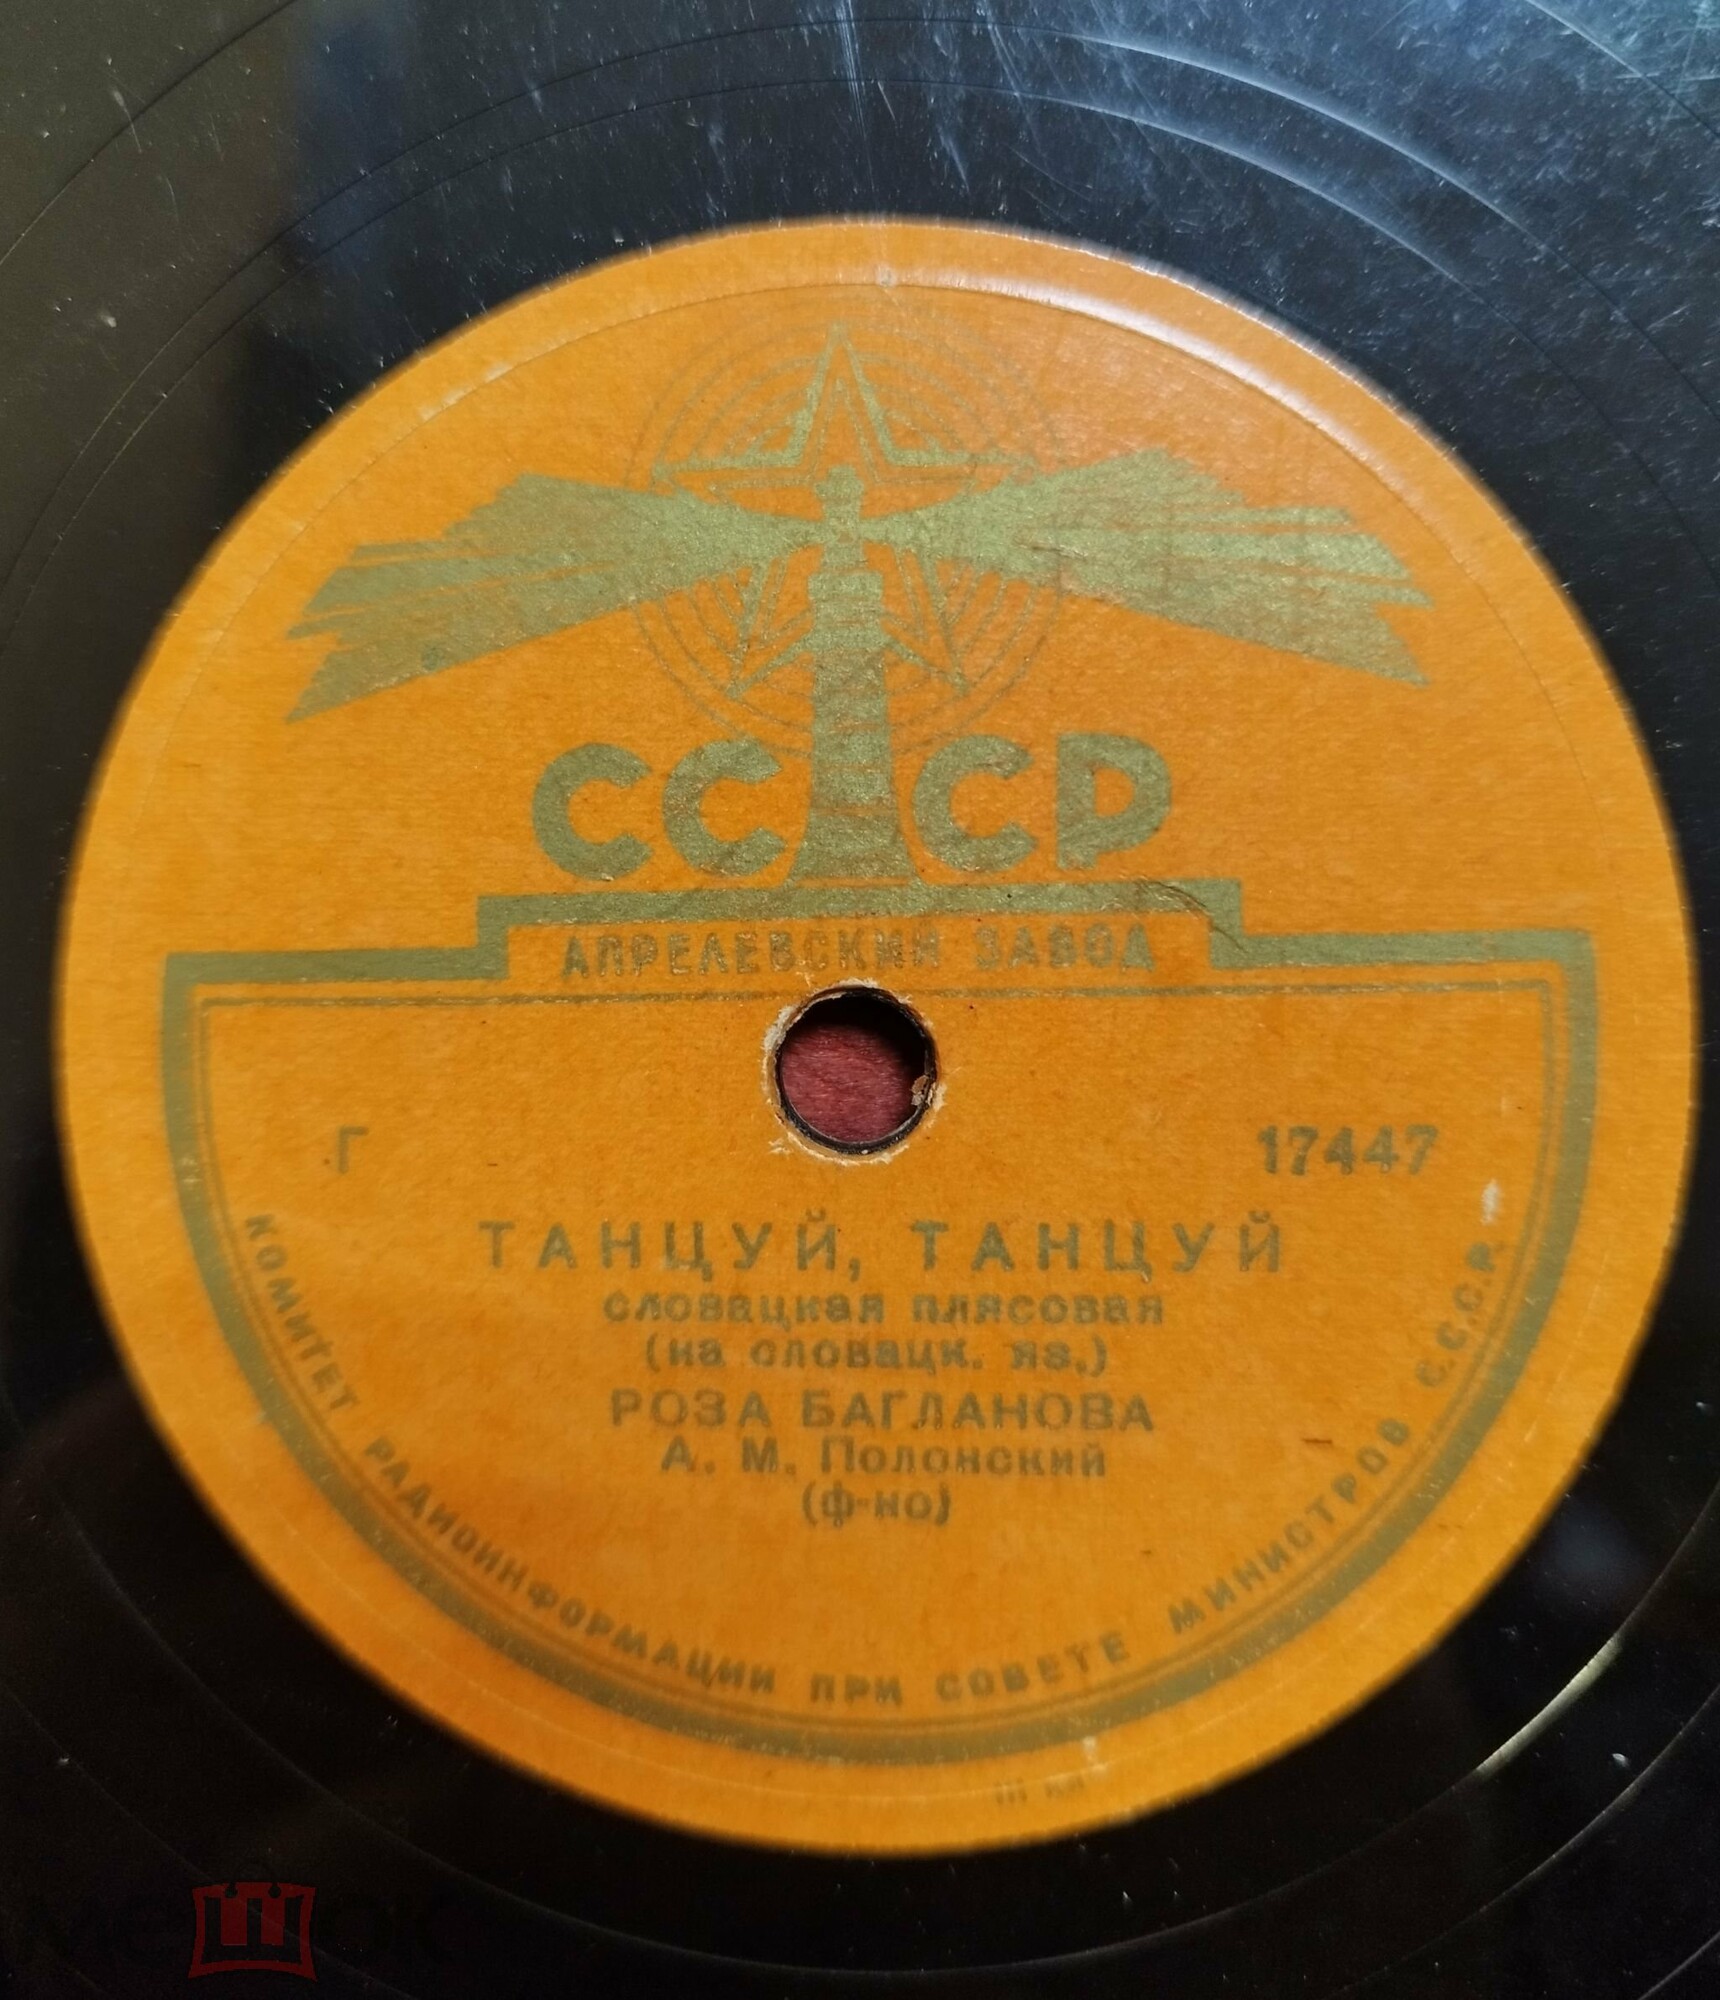 СССР
АПРЕЛЕВСКИЙ ЗАВОД
Г 17447
ТАНЦУЙ, ТАНЦУЙ
словацкая плясовая
(на словацк. яз.)
РОЗА БАГЛАНОВА
А. М. Полонский
(ф-но)
КОМИТЕТ РАДИОИНФОРМАЦИИ ПРИ СОВЕТЕ МИНИСТРОВ С.С.С.Р.
мешок